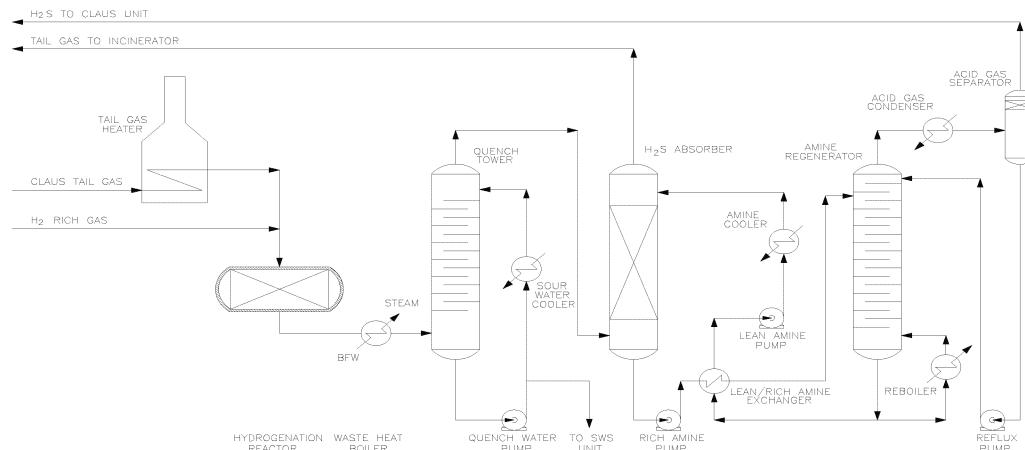 H2S TO CLAUS UNIT
TAIL GAS TO INCINERATOR
ACID GAS
SEPARATOR
ACID GAS
CONDENSER
TAIL GAS
HEATER
QUENCH
TOWER
H2S ABSORBER
AMINE
REGENERATOR
CLAUS TAIL GAS
H2 RICH GAS
AMINE
COOLER
SOUR
WATER
COOLER
STEAM
BFW
LEAN AMINE
PUMP
LEAN/RICH AMINE
EXCHANGER
REBOILER
HYDROGENATION
REACTOR
WASTE HEAT
BOILER
QUENCH WATER
PUMP
TO SWS
UNIT
RICH AMINE
PUMP
REFLUX
PUMP